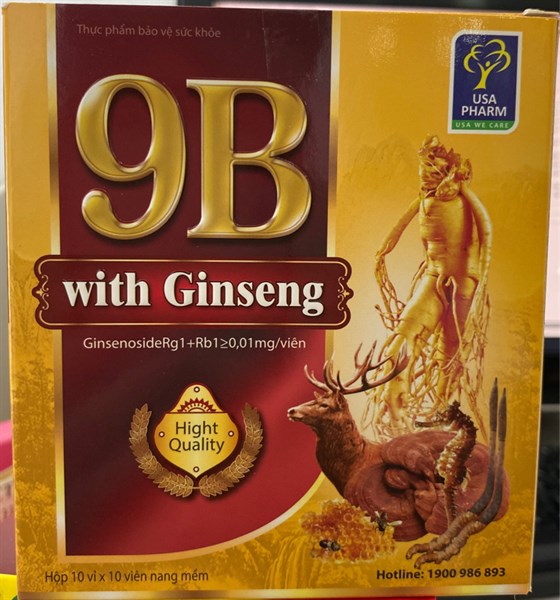 Thực phẩm bảo vệ sức khỏe
9B
with Ginseng
GinsenosideRg1+Rb1≥0,01mg/viên
Hight
Quality
USA
PHARM
USA WE CARE
Hộp 10 vỉ x 10 viên nang mềm
Hotline: 1900 986 893